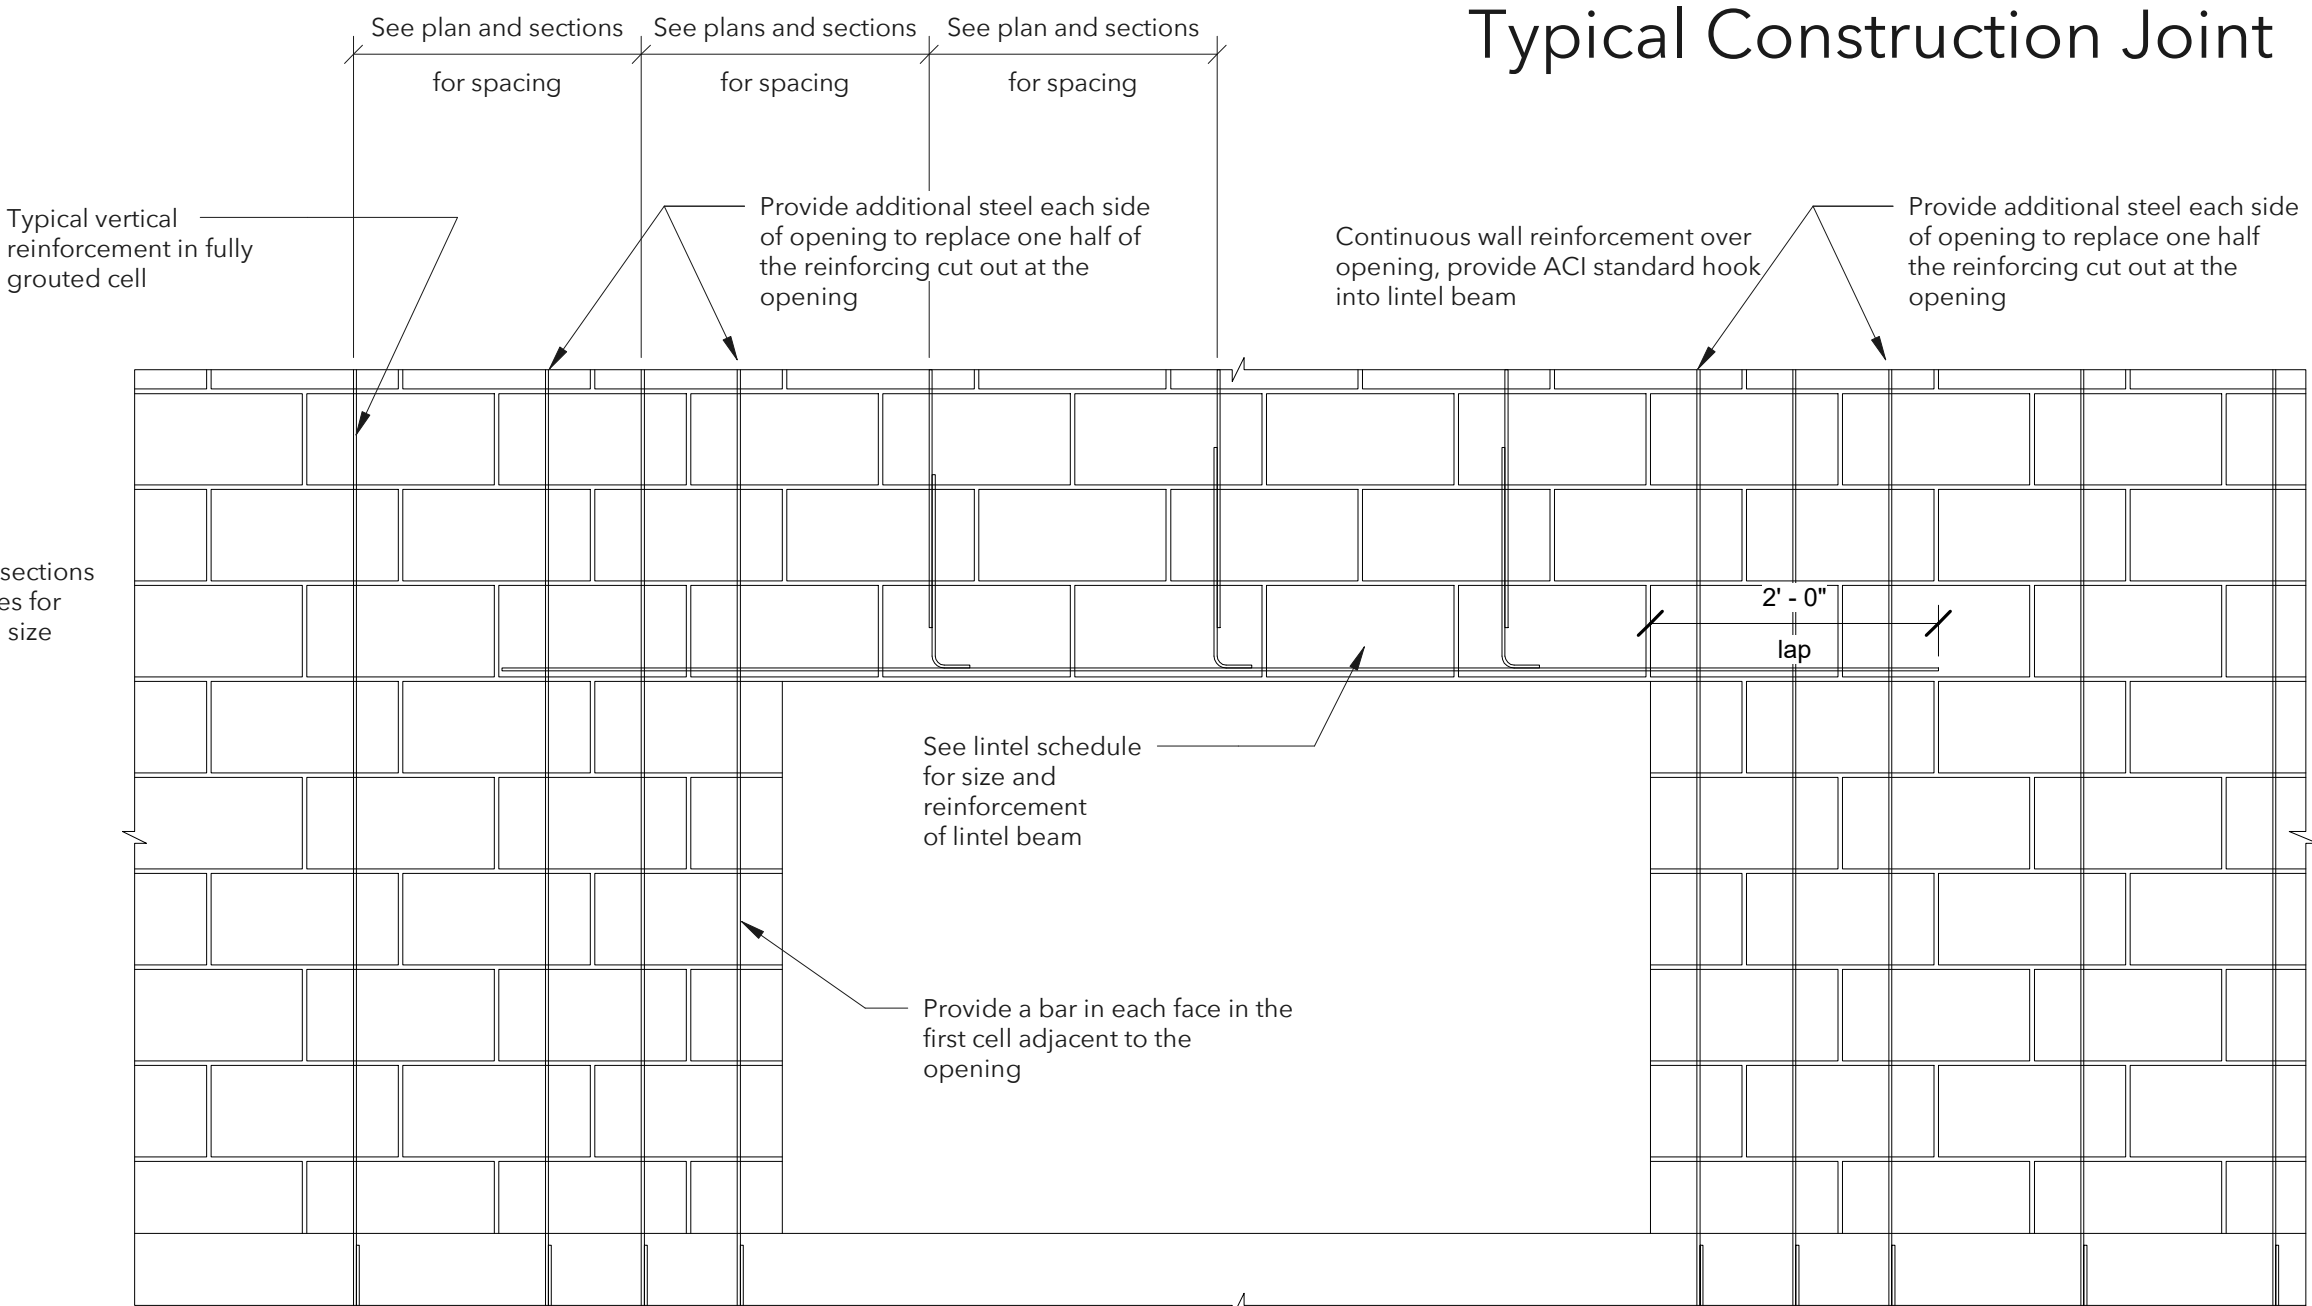 Typical Construction Joint
See plan and sections
for spacing
See plans and sections
for spacing
See plan and sections
for spacing
Typical vertical
reinforcement in fully
grouted cell
Provide additional steel each side
of opening to replace one half of
the reinforcing cut out at the
opening
Continuous wall reinforcement over
opening, provide ACI standard hook
into lintel beam
Provide additional steel each side
of opening to replace one half
the reinforcing cut out at the
opening
sections
for
size
2' - 0"
lap
See lintel schedule
for size and
reinforcement
of lintel beam
Provide a bar in each face in the
first cell adjacent to the
opening